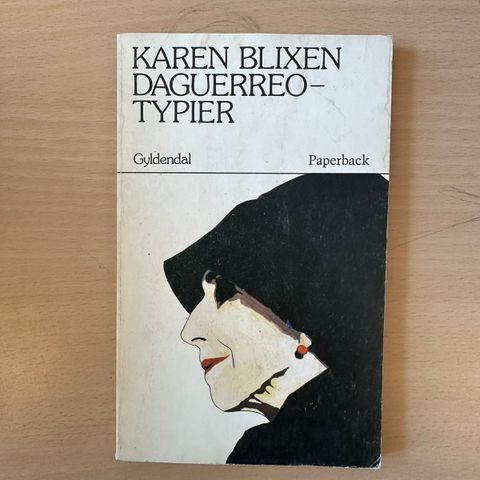 KAREN BLIXEN
DAGUERREO–
TYPIER
Gyldendal Paperback